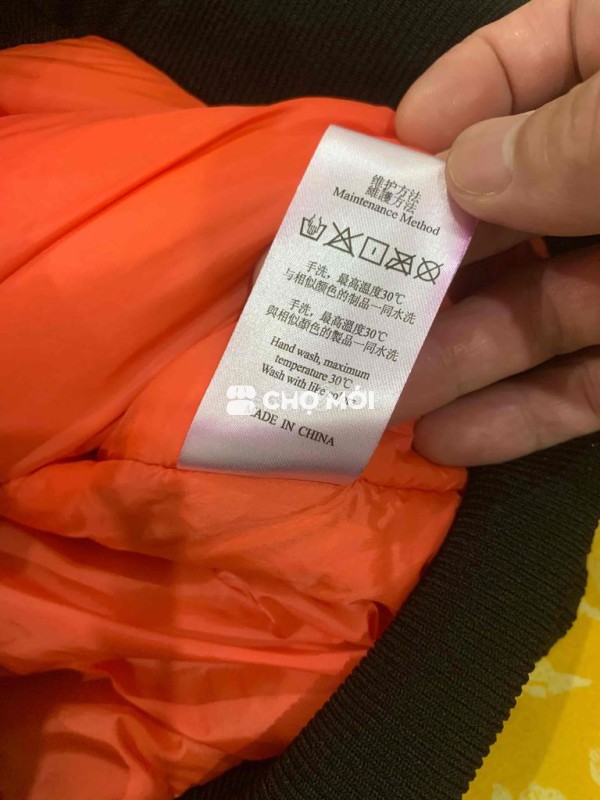 维护方法
維護方法
Maintenance Method
手洗，最高温度30℃
与相似颜色的制品一同水洗
手洗，最高溫度30℃
與相似顏色的製品一同水洗
Hand wash, maximum
temperature 30℃
Wash with like
CHỢ MỚI
MADE IN CHINA